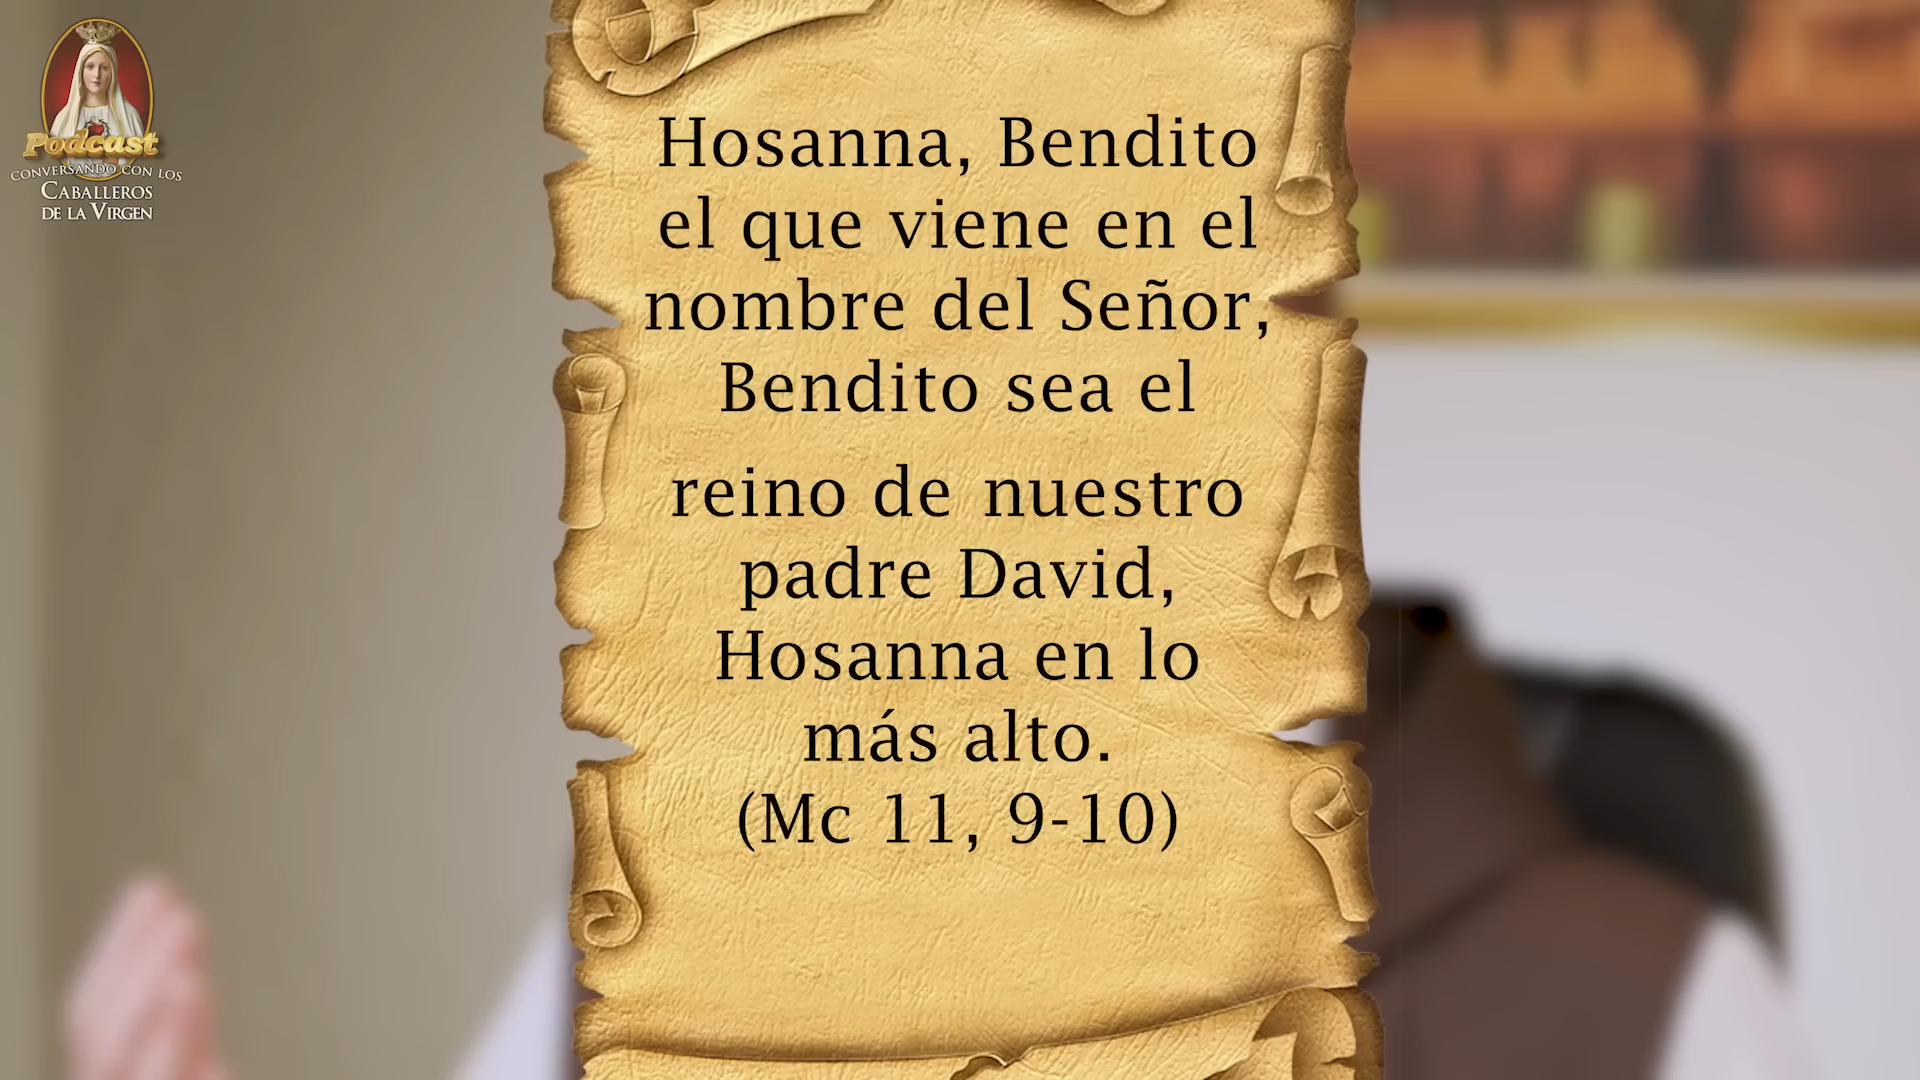 Podcast
CONVERSANDO CON LOS
CABALLEROS
DE LA VIRGEN
Hosanna, Bendito
el que viene en el
nombre del Señor,
Bendito sea el
reino de nuestro
padre David,
Hosanna en lo
más alto.
(Mc 11, 9-10)